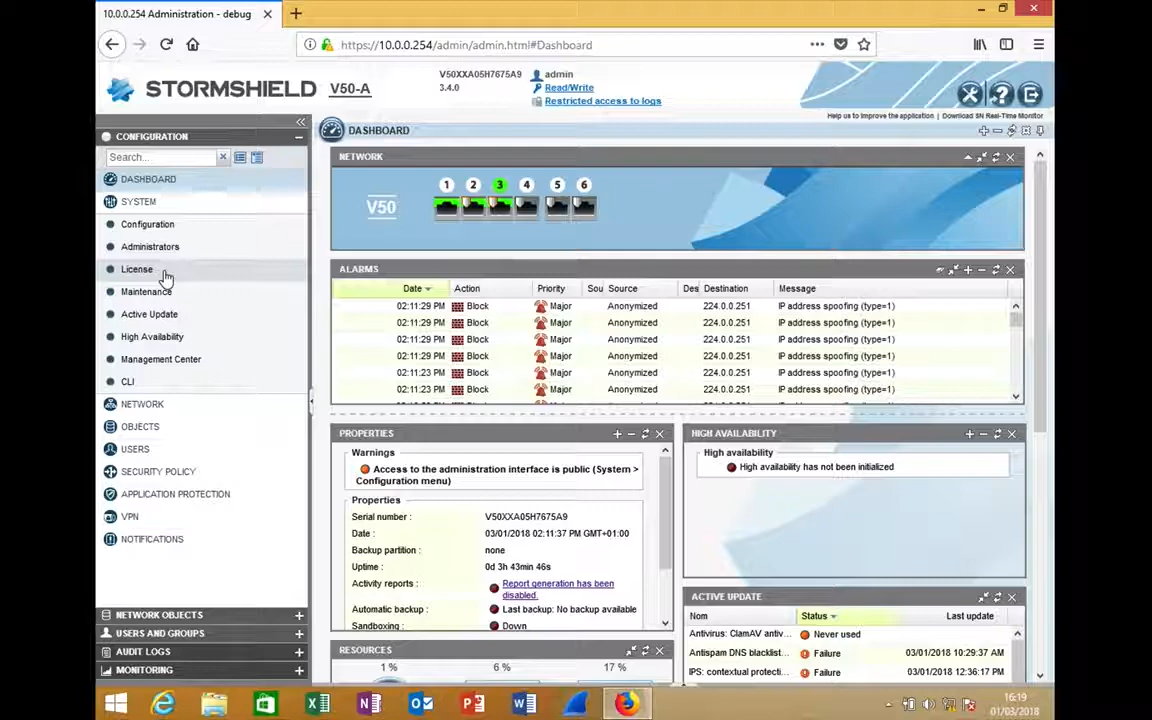 10.0.0.254 Administration - debug
https://10.0.0.254/admin/admin.html#Dashboard
STORMSHIELD V50-A
V50XXA05H7675A9
3.4.0
admin
Read/Write
Restricted access to logs
Help us to improve the application | Download SN Real-Time Monitor
CONFIGURATION
Search...
DASHBOARD
SYSTEM
Configuration
Administrators
License
Maintenance
Active Update
High Availability
Management Center
CLI
NETWORK
OBJECTS
USERS
SECURITY POLICY
APPLICATION PROTECTION
VPN
NOTIFICATIONS
NETWORK OBJECTS
USERS AND GROUPS
AUDIT LOGS
MONITORING
DASHBOARD
NETWORK
V50
1 2 3 4 5 6
ALARMS
Date Action Priority Sou Source Des Destination Message
02:11:29 PM Block Major Anonymized 224.0.0.251 IP address spoofing (type=1)
02:11:29 PM Block Major Anonymized 224.0.0.251 IP address spoofing (type=1)
02:11:29 PM Block Major Anonymized 224.0.0.251 IP address spoofing (type=1)
02:11:29 PM Block Major Anonymized 224.0.0.251 IP address spoofing (type=1)
02:11:23 PM Block Major Anonymized 224.0.0.251 IP address spoofing (type=1)
02:11:23 PM Block Major Anonymized 224.0.0.251 IP address spoofing (type=1)
PROPERTIES
Warnings
Access to the administration interface is public (System >
Configuration menu)
Properties
Serial number : V50XXA05H7675A9
Date : 03/01/2018 02:11:37 PM GMT+01:00
Backup partition : none
Uptime : 0d 3h 43min 46s
Activity reports : Report generation has been
disabled.
Automatic backup : Last backup: No backup available
Sandboxing : Down
RESOURCES
1 % 6 % 17 %
HIGH AVAILABILITY
High availability
High availability has not been initialized
ACTIVE UPDATE
Nom Status Last update
Antivirus: ClamAV antiv... Never used
Antispam DNS blacklist... Failure 03/01/2018 10:29:37 AM
IPS: contextual protecti... Failure 03/01/2018 12:36:17 PM
16:19
01/03/2018